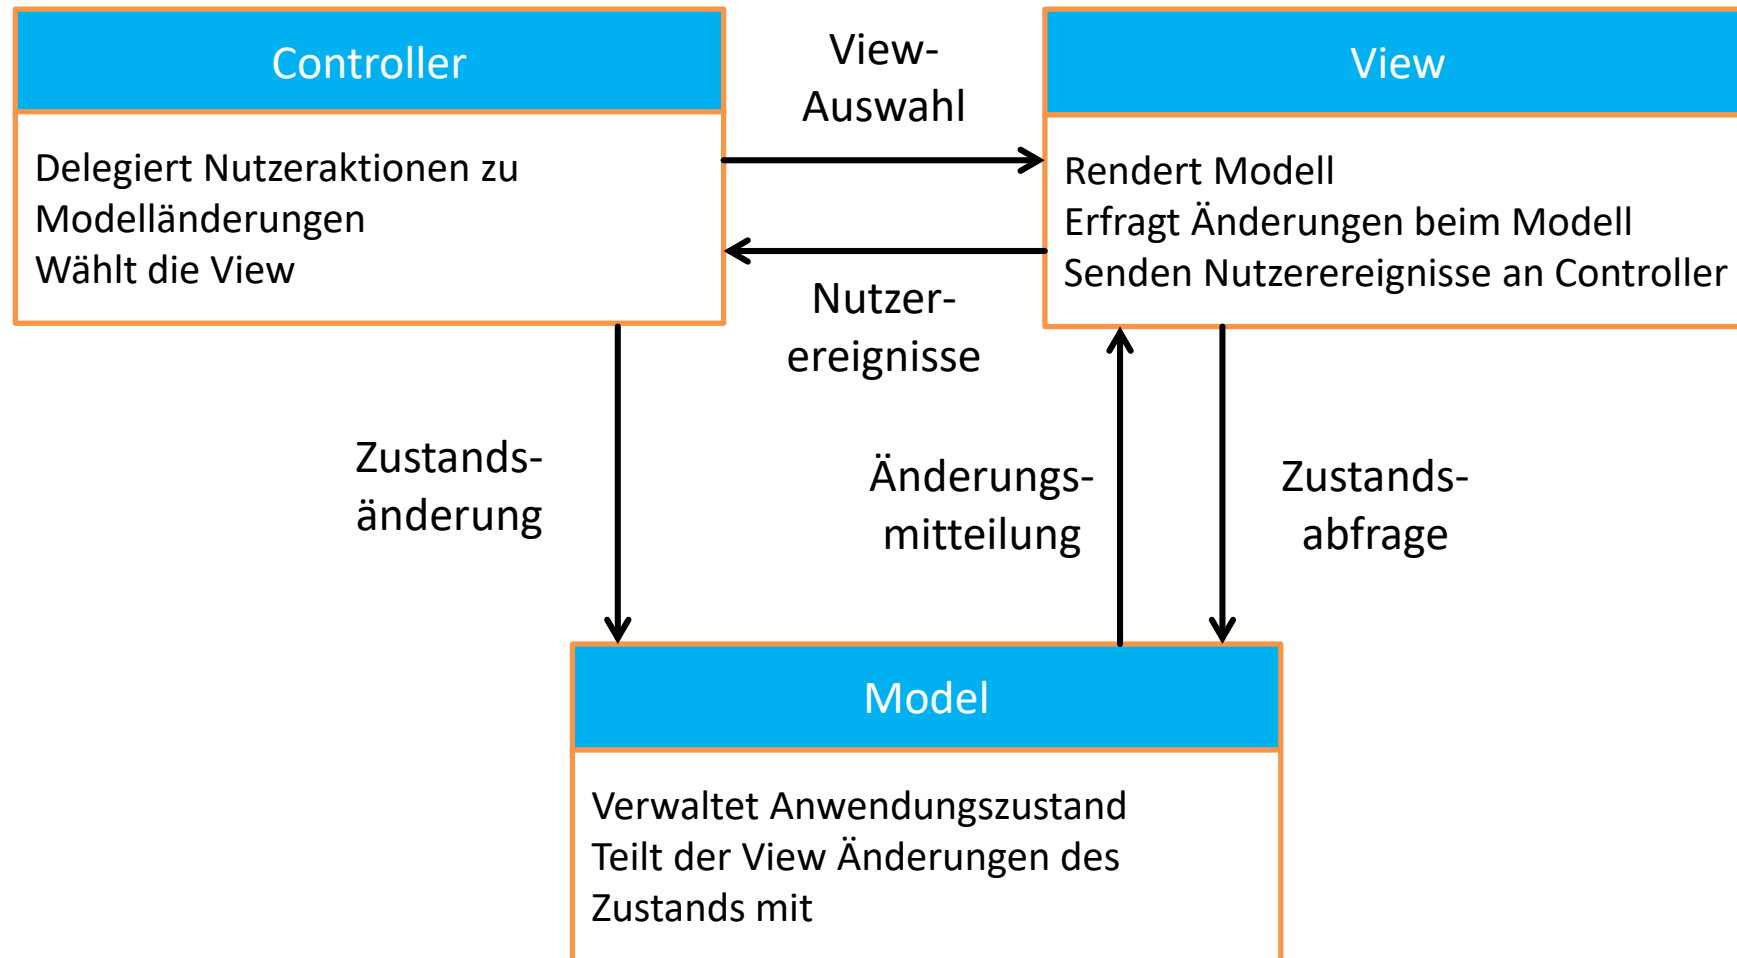 Controller
Delegiert Nutzeraktionen zu
Modelländerungen
Wählt die View
View-
Auswahl
Nutzer-
ereignisse
View
Rendert Modell
Erfragt Änderungen beim Modell
Senden Nutzerereignisse an Controller
Zustands-
änderung
Änderungs-
mitteilung
Zustands-
abfrage
Model
Verwaltet Anwendungszustand
Teilt der View Änderungen des
Zustands mit